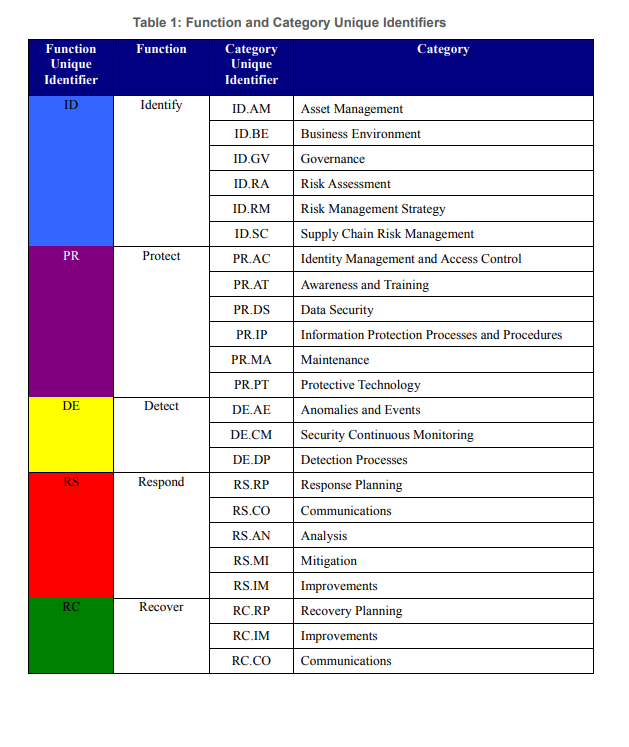 Table 1: Function and Category Unique Identifiers
Function Unique Identifier Function Category Unique Identifier Category
ID Identify ID.AM Asset Management
ID.BE Business Environment
ID.GV Governance
ID.RA Risk Assessment
ID.RM Risk Management Strategy
ID.SC Supply Chain Risk Management
PR Protect PR.AC Identity Management and Access Control
PR.AT Awareness and Training
PR.DS Data Security
PR.IP Information Protection Processes and Procedures
PR.MA Maintenance
PR.PT Protective Technology
DE Detect DE.AE Anomalies and Events
DE.CM Security Continuous Monitoring
DE.DP Detection Processes
RS Respond RS.RP Response Planning
RS.CO Communications
RS.AN Analysis
RS.MI Mitigation
RS.IM Improvements
RC Recover RC.RP Recovery Planning
RC.IM Improvements
RC.CO Communications